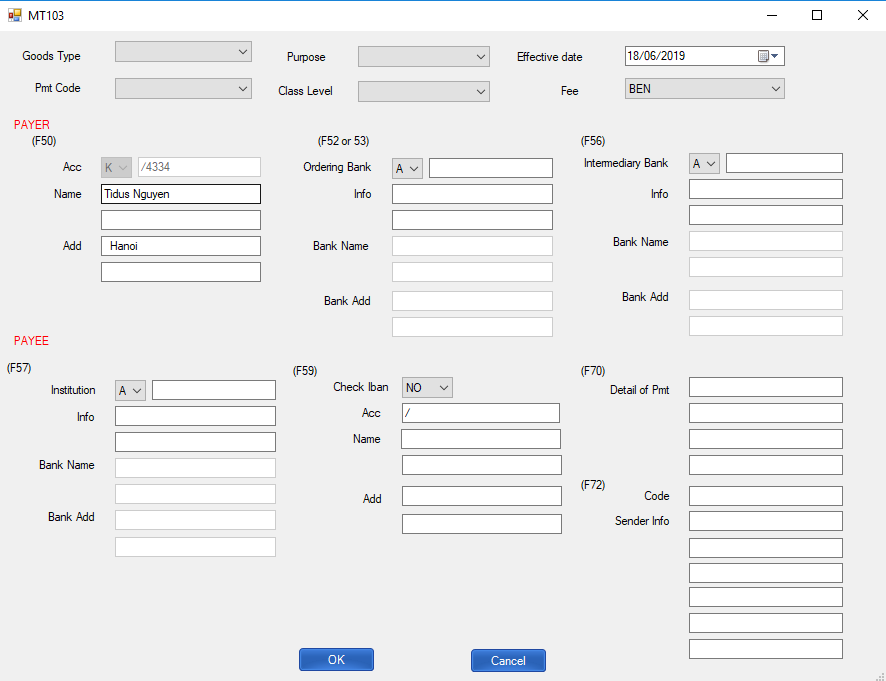 MT103
Goods Type
Purpose
Effective date
18/06/2019
Pmt Code
Class Level
Fee
BEN
PAYER
(F50)
(F52 or 53)
(F56)
Acc
K
/4334
Ordering Bank
A
Intermediary Bank
A
Name
Tidus Nguyen
Info
Info
Add
Hanoi
Bank Name
Bank Name
Bank Add
Bank Add
PAYEE
(F57)
(F59)
(F70)
Institution
A
Check Iban
NO
Detail of Pmt
Info
Acc
/
Name
Bank Name
(F72)
Add
Code
Bank Add
Sender Info
OK
Cancel